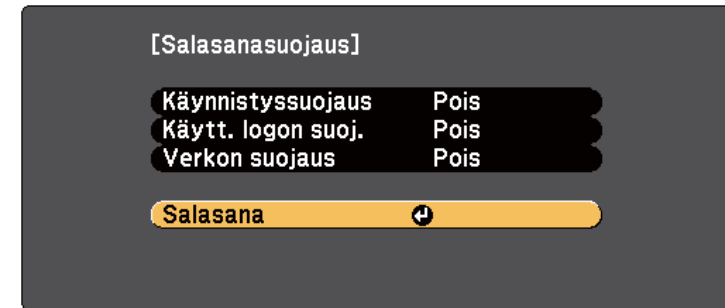 [Salasanasuojaus]
Käynnistyssuojaus Pois
Käytt. logon suoj. Pois
Verkon suojaus Pois
Salasana